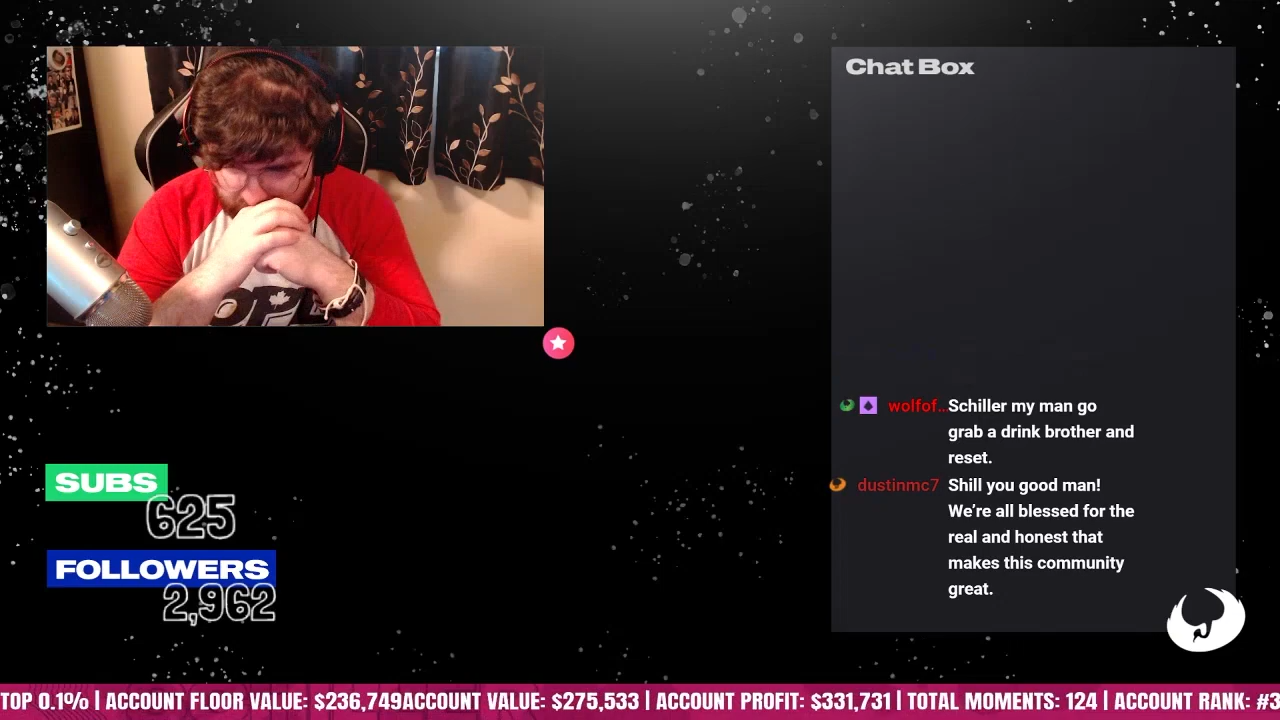 Chat Box
wolfof... Schiller my man go
grab a drink brother and
reset.
dustinmc7 Shill you good man!
We're all blessed for the
real and honest that
makes this community
great.
SUBS
625
FOLLOWERS
2,962
TOP 0.1% | ACCOUNT FLOOR VALUE: $236,749ACCOUNT VALUE: $275,533 | ACCOUNT PROFIT: $331,731 | TOTAL MOMENTS: 124 | ACCOUNT RANK: #3